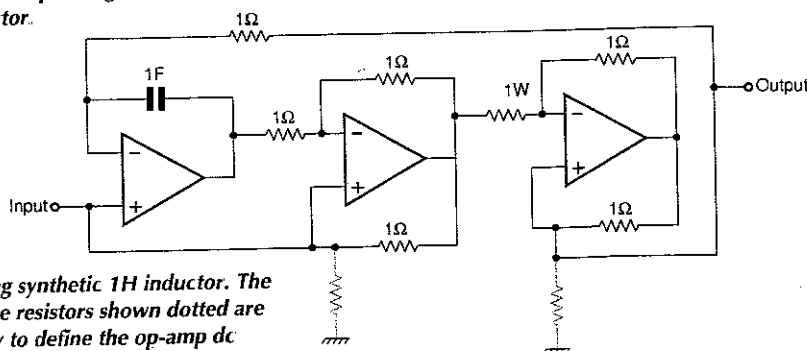 ctor.
1Ω
1F
1Ω
1Ω
1W
1Ω
Output
Input
1Ω
1Ω
g synthetic 1H inductor. The
e resistors shown dotted are
y to define the op-amp dc